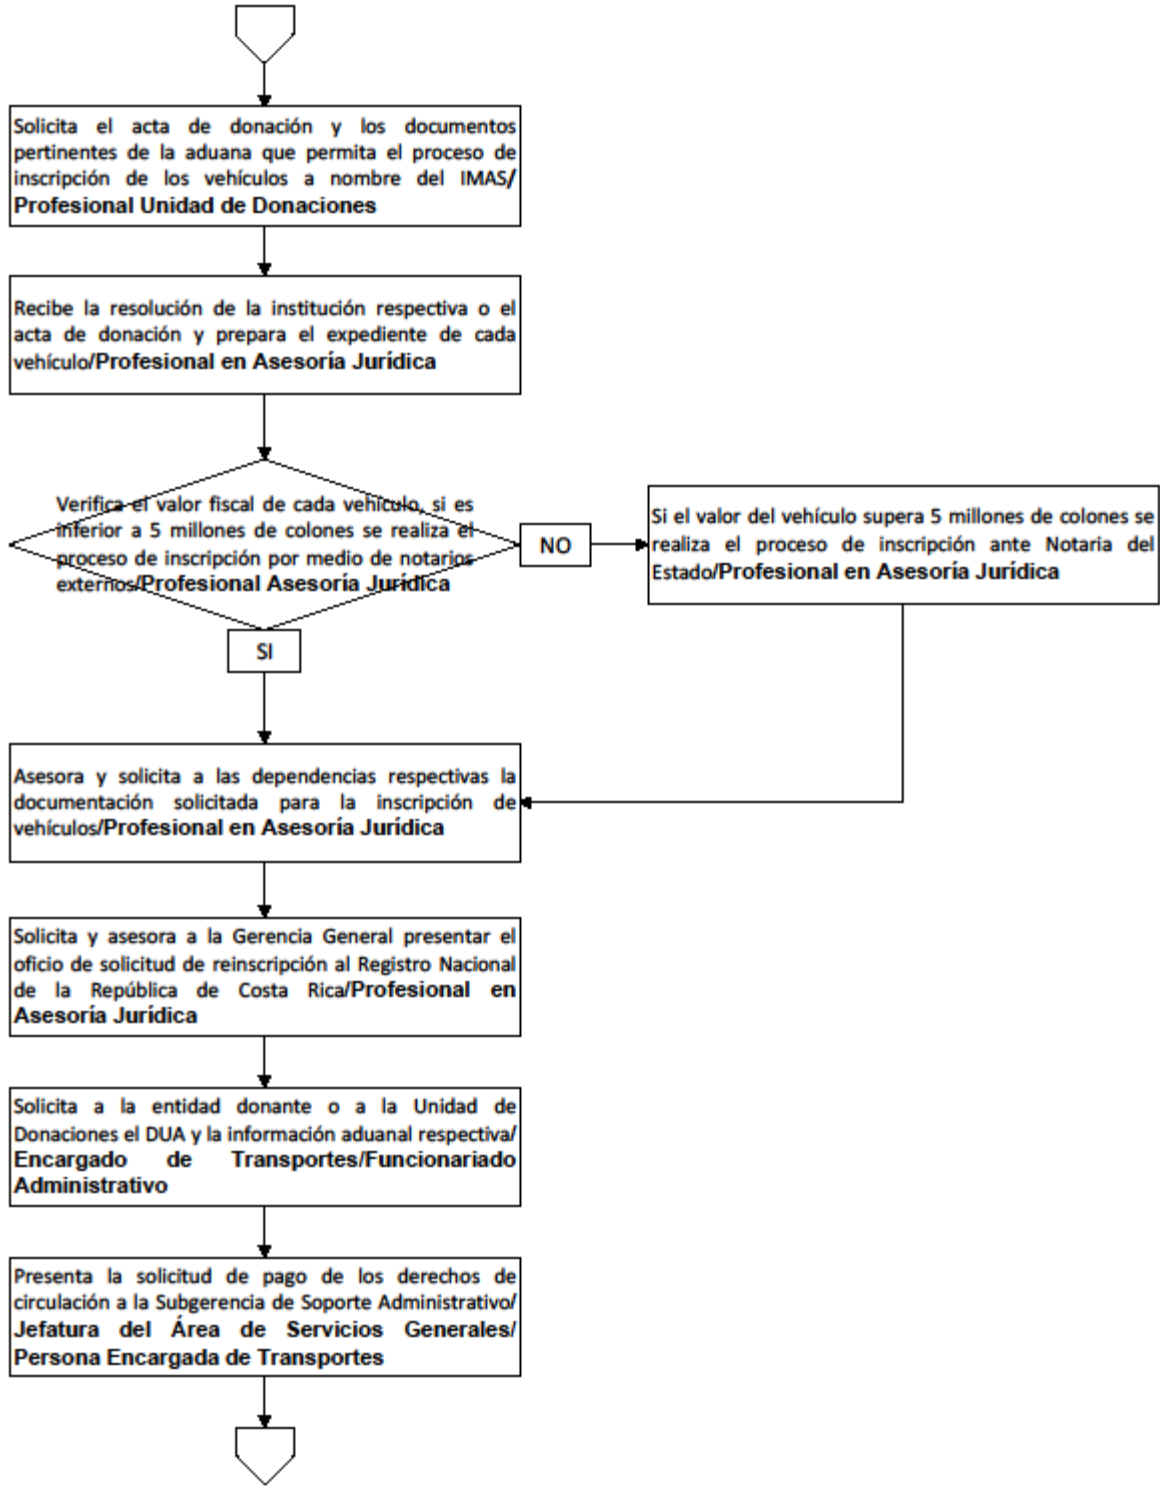 Solicita el acta de donación y los documentos
pertinentes de la aduana que permita el proceso de
inscripción de los vehículos a nombre del IMAS/
Profesional Unidad de Donaciones
Recibe la resolución de la institución respectiva o el
acta de donación y prepara el expediente de cada
vehículo/Profesional en Asesoría Jurídica
Verifica el valor fiscal de cada vehículo, si es
inferior a 5 millones de colones se realiza el
proceso de inscripción por medio de notarios
externos/Profesional Asesoría Jurídica
NO
Si el valor del vehículo supera 5 millones de colones se
realiza el proceso de inscripción ante Notaria del
Estado/Profesional en Asesoría Jurídica
SI
Asesora y solicita a las dependencias respectivas la
documentación solicitada para la inscripción de
vehículos/Profesional en Asesoría Jurídica
Solicita y asesora a la Gerencia General presentar el
oficio de solicitud de reinscripción al Registro Nacional
de la República de Costa Rica/Profesional en
Asesoría Jurídica
Solicita a la entidad donante o a la Unidad de
Donaciones el DUA y la información aduanal respectiva/
Encargado de Transportes/Funcionariado
Administrativo
Presenta la solicitud de pago de los derechos de
circulación a la Subgerencia de Soporte Administrativo/
Jefatura del Área de Servicios Generales/
Persona Encargada de Transportes